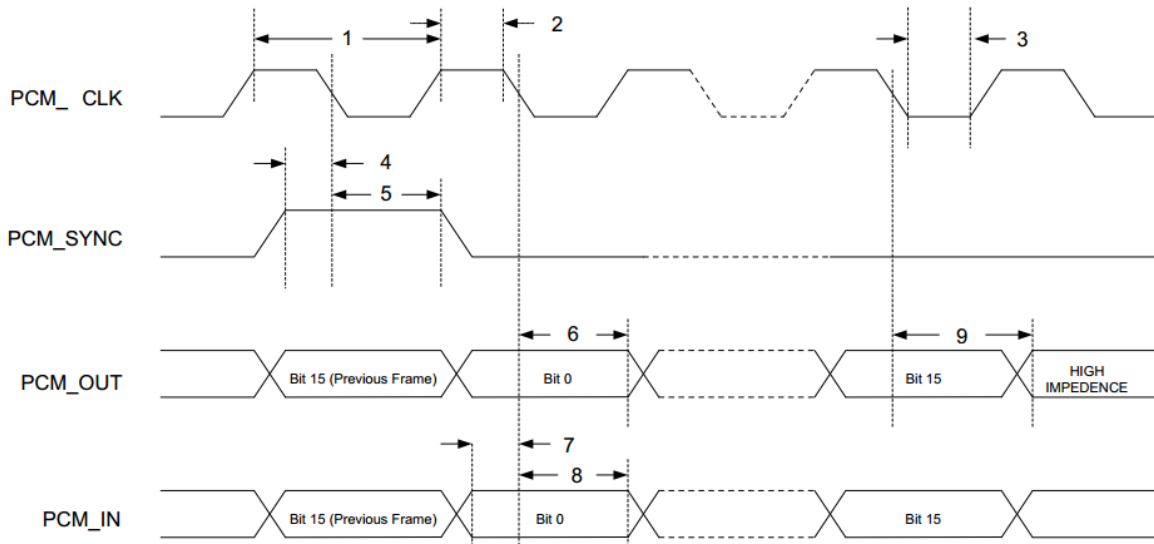 1
2
3
PCM_ CLK
4
5
PCM_SYNC
6
9
PCM_OUT
Bit 15 (Previous Frame)
Bit 0
Bit 15
HIGH
IMPEDENCE
7
8
PCM_IN
Bit 15 (Previous Frame)
Bit 0
Bit 15